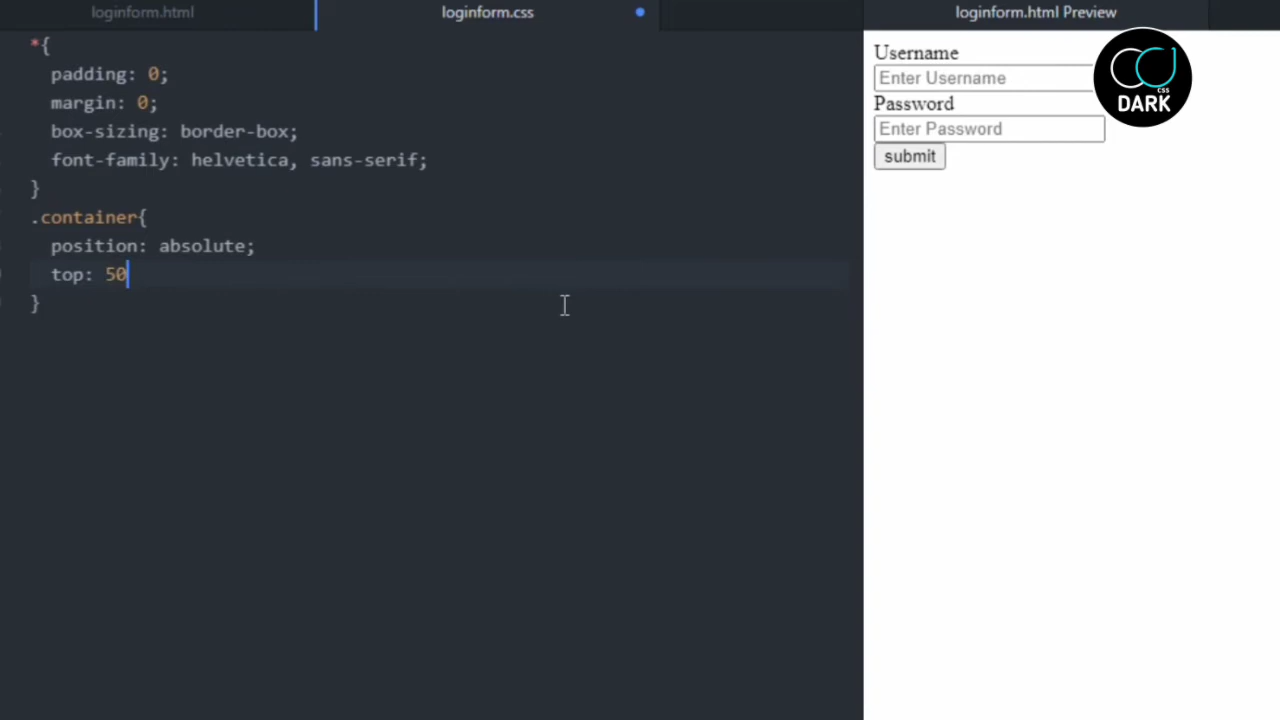 loginform.html
loginform.css
loginform.html Preview
*{
padding: 0;
margin: 0;
box-sizing: border-box;
font-family: helvetica, sans-serif;
}
.container{
position: absolute;
top: 50
}
Username
Enter Username
Password
Enter Password
submit
css
DARK